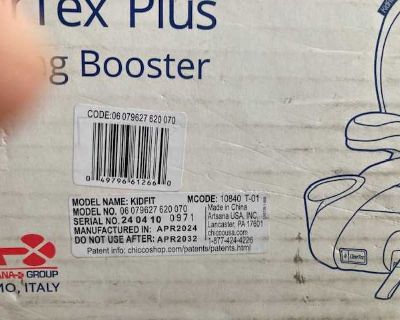 Tex Plus
Booster
CODE:06 079627 620 070
0 49796 61266 0
MODEL NAME: KIDFIT
MODEL NO. 06 079627 620 070
SERIAL NO. 24 04 10 0971
MANUFACTURED IN: APR2024
DO NOT USE AFTER: APR2032
Patent info: chiccoshop.com/patents/patents.html
MCODE: 10840 T-01
Made in China
Artsana USA, INC.
Lancaster, PA 17601
chiccousa.com
1-877-424-4226
GROUP
MO, ITALY